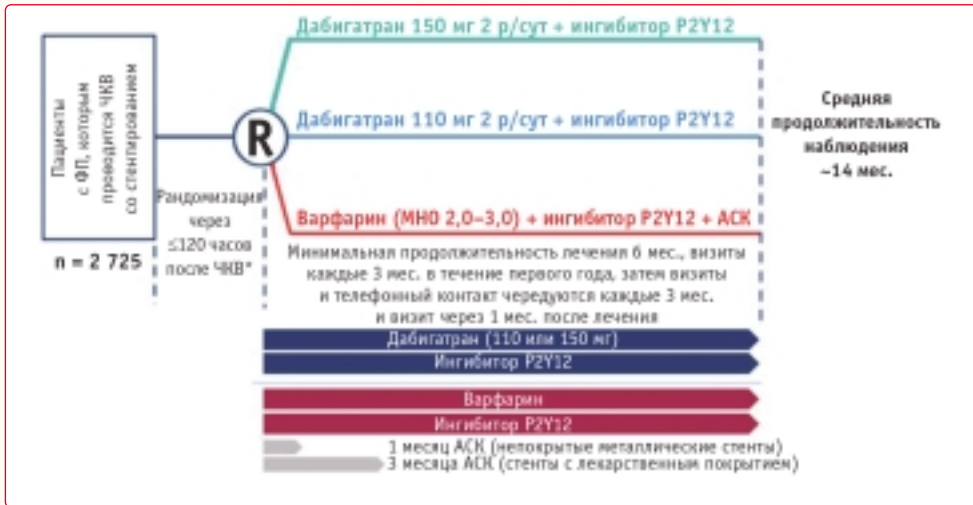 Дабигатран 150 мг 2 р/сут + ингибитор P2Y12
Пациенты
с ФП, которым
проводится ЧКВ
со стентированием
R
Дабигатран 110 мг 2 р/сут + ингибитор P2Y12
Средняя
продолжительность
наблюдения
~14 мес.
Рандомизация
через
≤120 часов
после ЧКВ*
n = 2 725
Варфарин (МНО 2,0–3,0) + ингибитор P2Y12 + АСК
Минимальная продолжительность лечения 6 мес., визиты
каждые 3 мес. в течение первого года, затем визиты
и телефонный контакт чередуются каждые 3 мес.
и визит через 1 мес. после лечения
Дабигатран (110 или 150 мг)
Ингибитор P2Y12
Варфарин
Ингибитор P2Y12
1 месяц АСК (непокрытые металлические стенты)
3 месяца АСК (стенты с лекарственным покрытием)